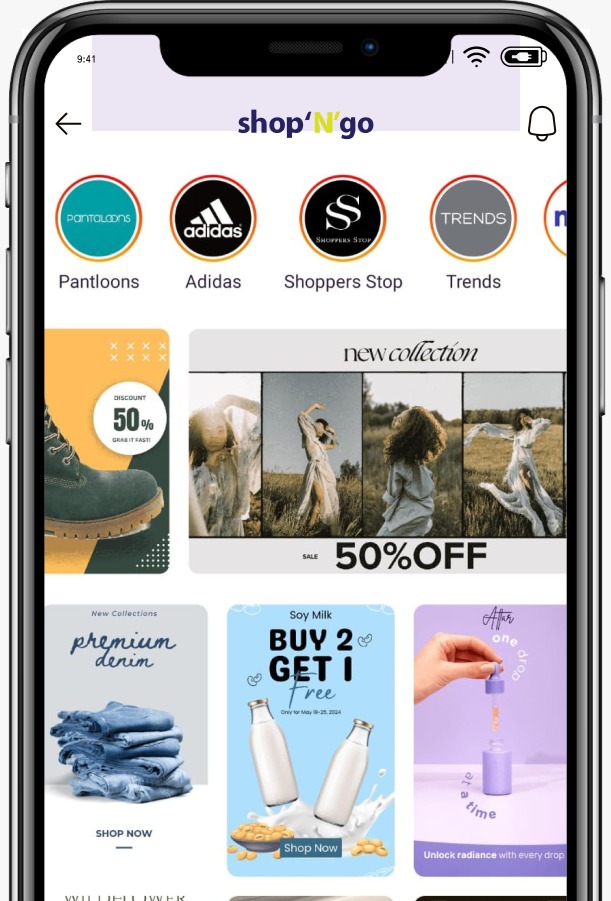 9:41
shop‘N’go
PANTALOONS
adidas
SS
SHOPPERS STOP
TRENDS
Pantloons
Adidas
Shoppers Stop
Trends
DISCOUNT
50%
GRAB IT FAST!
new collection
SALE 50%OFF
New Collections
premium
denim
SHOP NOW
Soy Milk
BUY 2
GET 1
Free
Only for May 19-25, 2024
Shop Now
Attar
one drop
at a time
Unlock radiance with every drop
WILDFLOWER